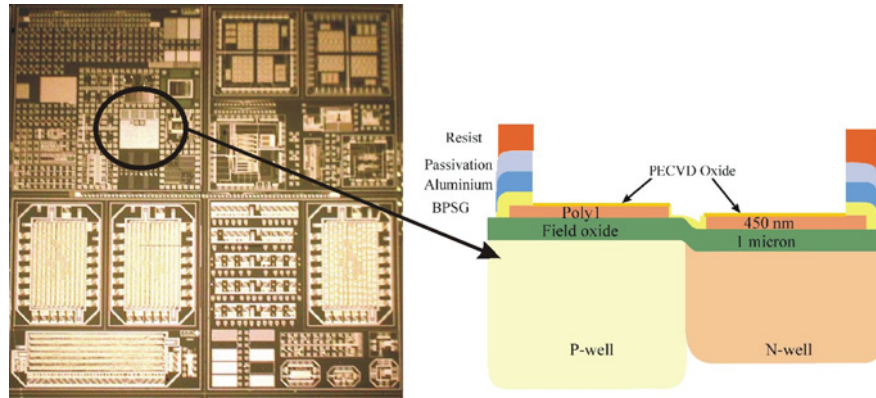 Resist
Passivation
Aluminium
BPSG
PECVD Oxide
Poly1
450 nm
Field oxide
1 micron
P-well
N-well